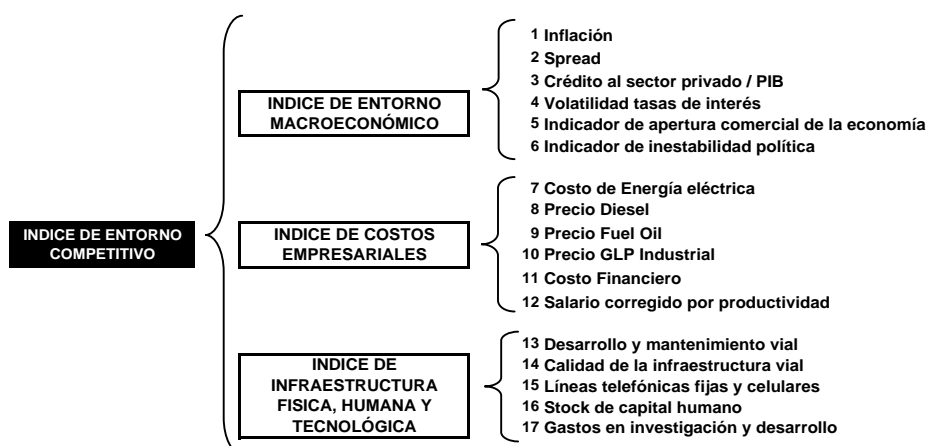 INDICE DE ENTORNO
COMPETITIVO
INDICE DE ENTORNO
MACROECONÓMICO
1 Inflación
2 Spread
3 Crédito al sector privado / PIB
4 Volatilidad tasas de interés
5 Indicador de apertura comercial de la economía
6 Indicador de inestabilidad política
INDICE DE COSTOS
EMPRESARIALES
7 Costo de Energía eléctrica
8 Precio Diesel
9 Precio Fuel Oil
10 Precio GLP Industrial
11 Costo Financiero
12 Salario corregido por productividad
INDICE DE
INFRAESTRUCTURA
FISICA, HUMANA Y
TECNOLÓGICA
13 Desarrollo y mantenimiento vial
14 Calidad de la infraestructura vial
15 Líneas telefónicas fijas y celulares
16 Stock de capital humano
17 Gastos en investigación y desarrollo